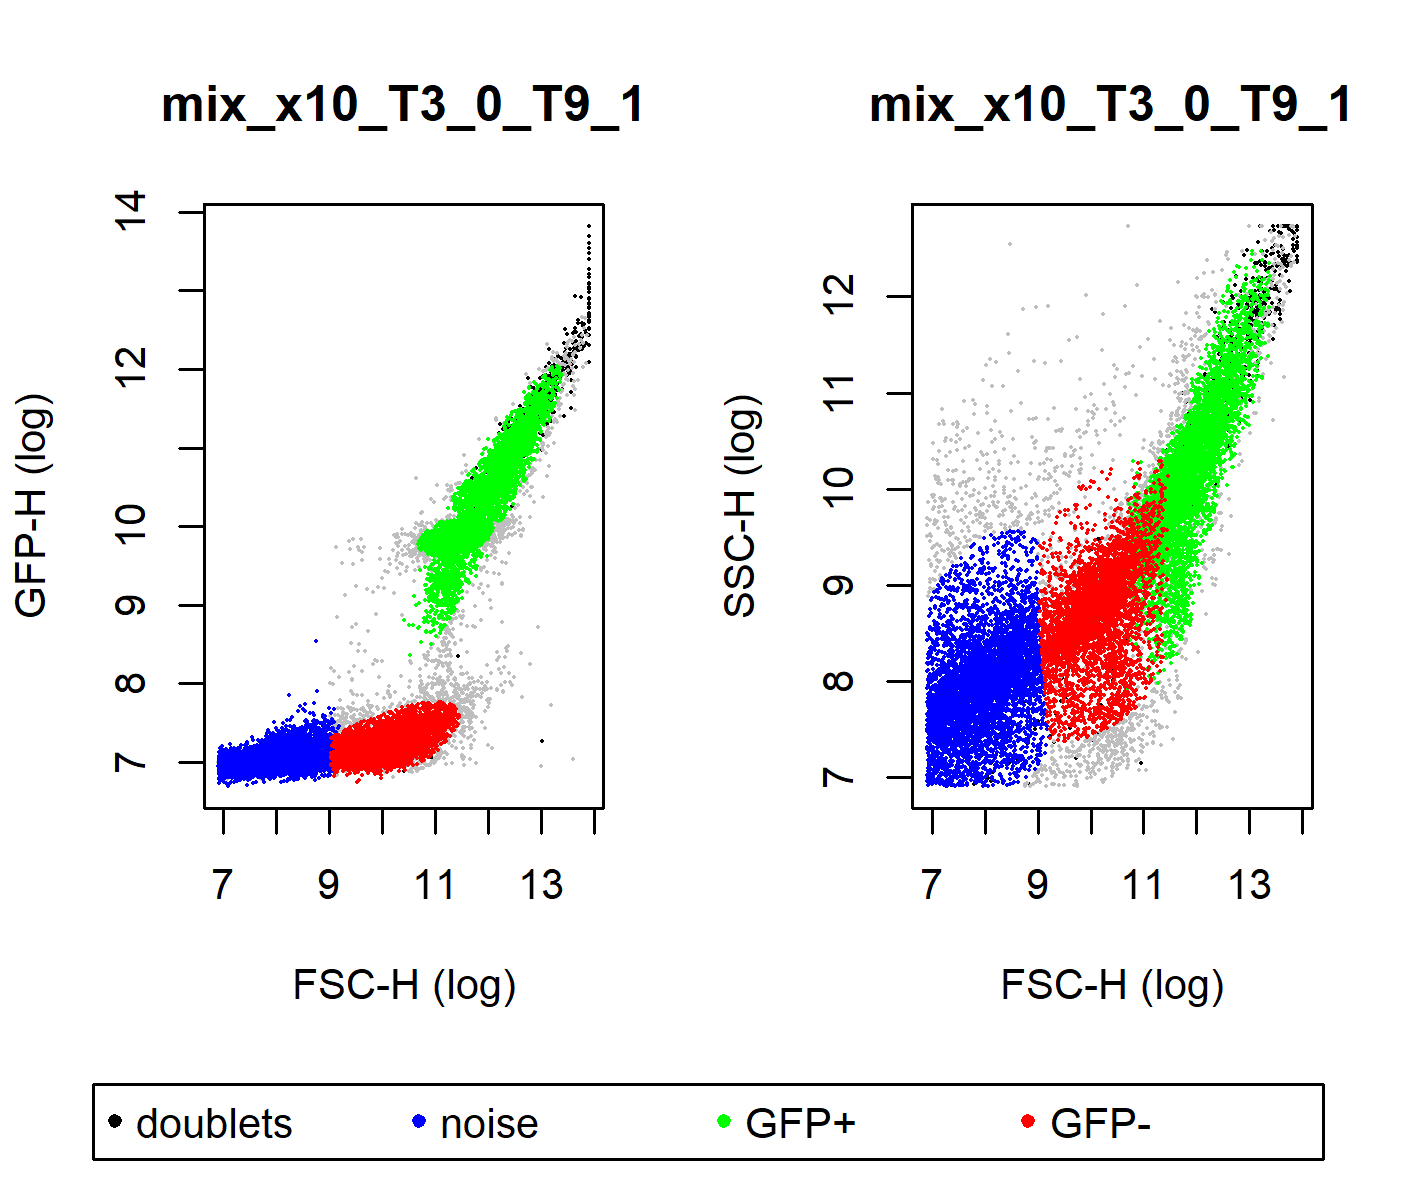 mix_x10_T3_0_T9_1
mix_x10_T3_0_T9_1
GFP-H (log)
14
12
10
9
8
7
7 9 11 13
FSC-H (log)
SSC-H (log)
12
11
10
9
8
7
7 9 11 13
FSC-H (log)
doublets noise GFP+ GFP-